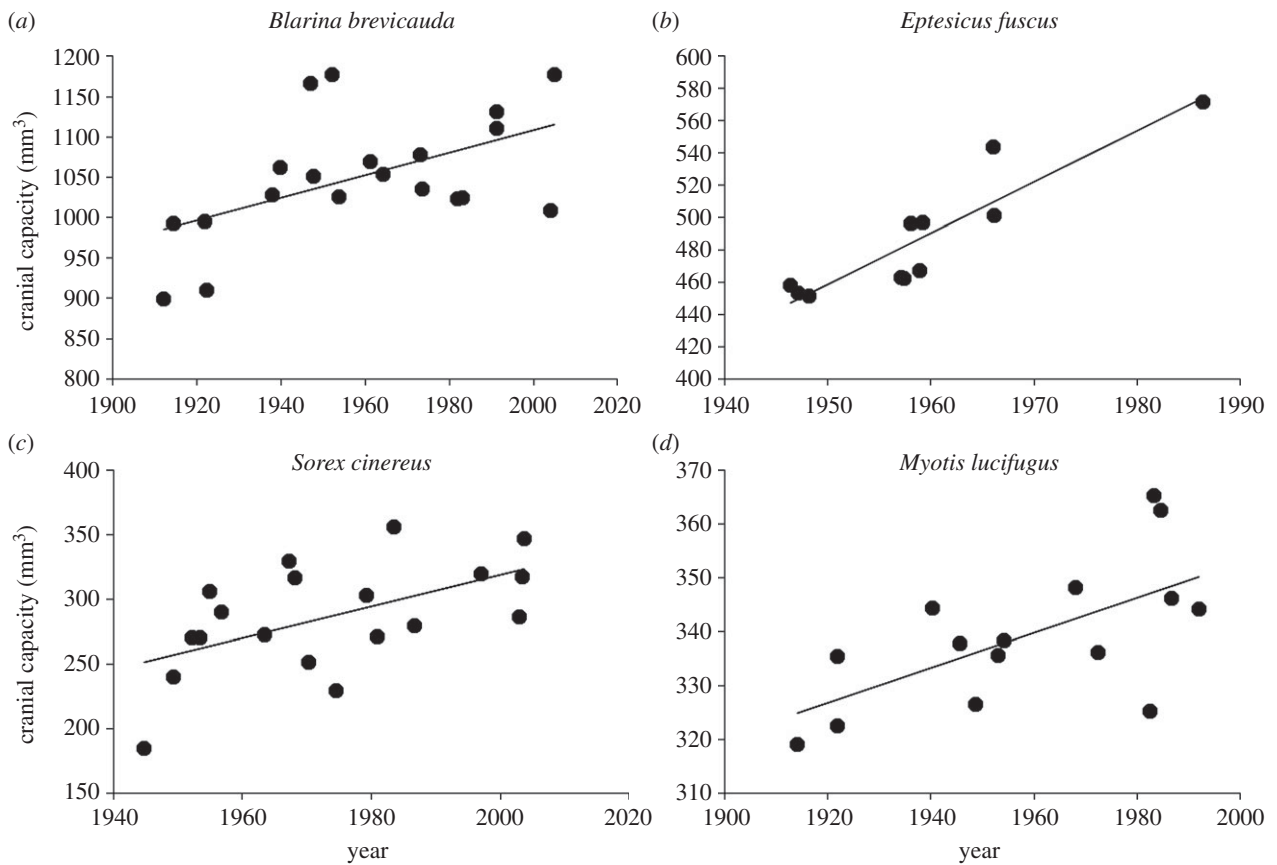 (a) Blarina brevicauda
1200
1150
1100
1050
1000
950
900
850
800
cranial capacity (mm³)
1900 1920 1940 1960 1980 2000 2020
(b) Eptesicus fuscus
600
580
560
540
520
500
480
460
440
420
400
1940 1950 1960 1970 1980 1990
(c) Sorex cinereus
400
350
300
250
200
150
cranial capacity (mm³)
1940 1960 1980 2000 2020
year
(d) Myotis lucifugus
370
360
350
340
330
320
310
1900 1920 1940 1960 1980 2000
year